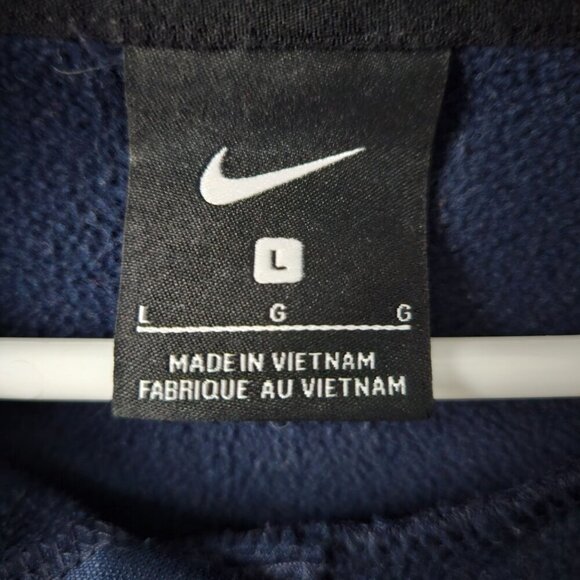 L
L G G
MADE IN VIETNAM
FABRIQUE AU VIETNAM